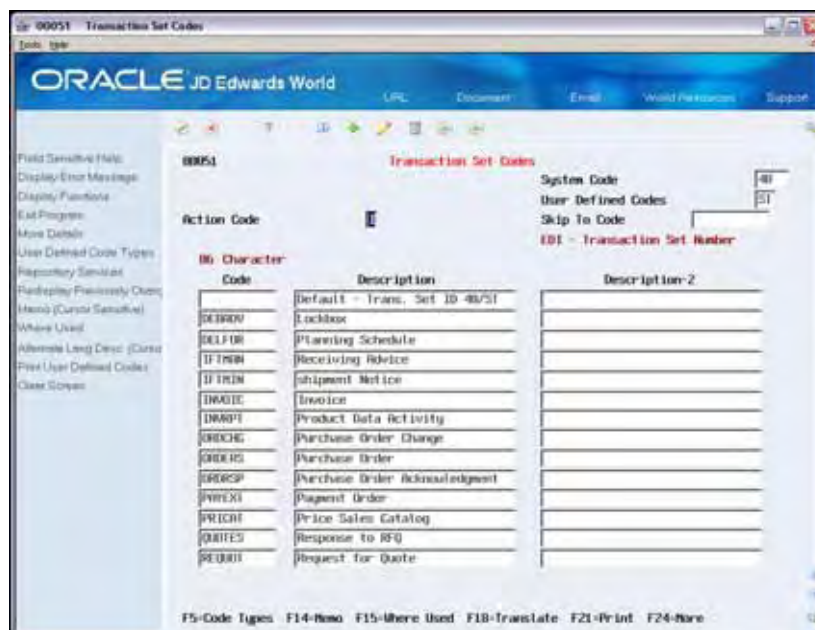 00051 Transaction Set Codes
Tools Help
ORACLE JD Edwards World
URL Document Email World Resources Support
Field Sensitive Help
Display Error Message
Display Functions
Exit Program
More Details
User Defined Code Types
Repository Services
Redisplay Previously Chang
Memo (Cursor Sensitive)
Where Used
Alternate Lang Desc (Curso
Print User Defined Codes
Clear Screen
00051 Transaction Set Codes
System Code 40
User Defined Codes ST
Action Code I Skip To Code
EDI - Transaction Set Number
06 Character
Code Description Description-2
Default - Trans. Set ID 40/ST
DEBADV Lockbox
DELFOR Planning Schedule
IFTMAN Receiving Advice
IFTMIN shipment Notice
INVOIC Invoice
INVRPT Product Data Activity
ORDCHG Purchase Order Change
ORDERS Purchase Order
ORDRSP Purchase Order Acknowledgment
PAYEXT Payment Order
PRICAT Price Sales Catalog
QUOTES Response to RFQ
REQUOT Request for Quote
F5=Code Types F14=Memo F15=Where Used F18=Translate F21=Print F24=More